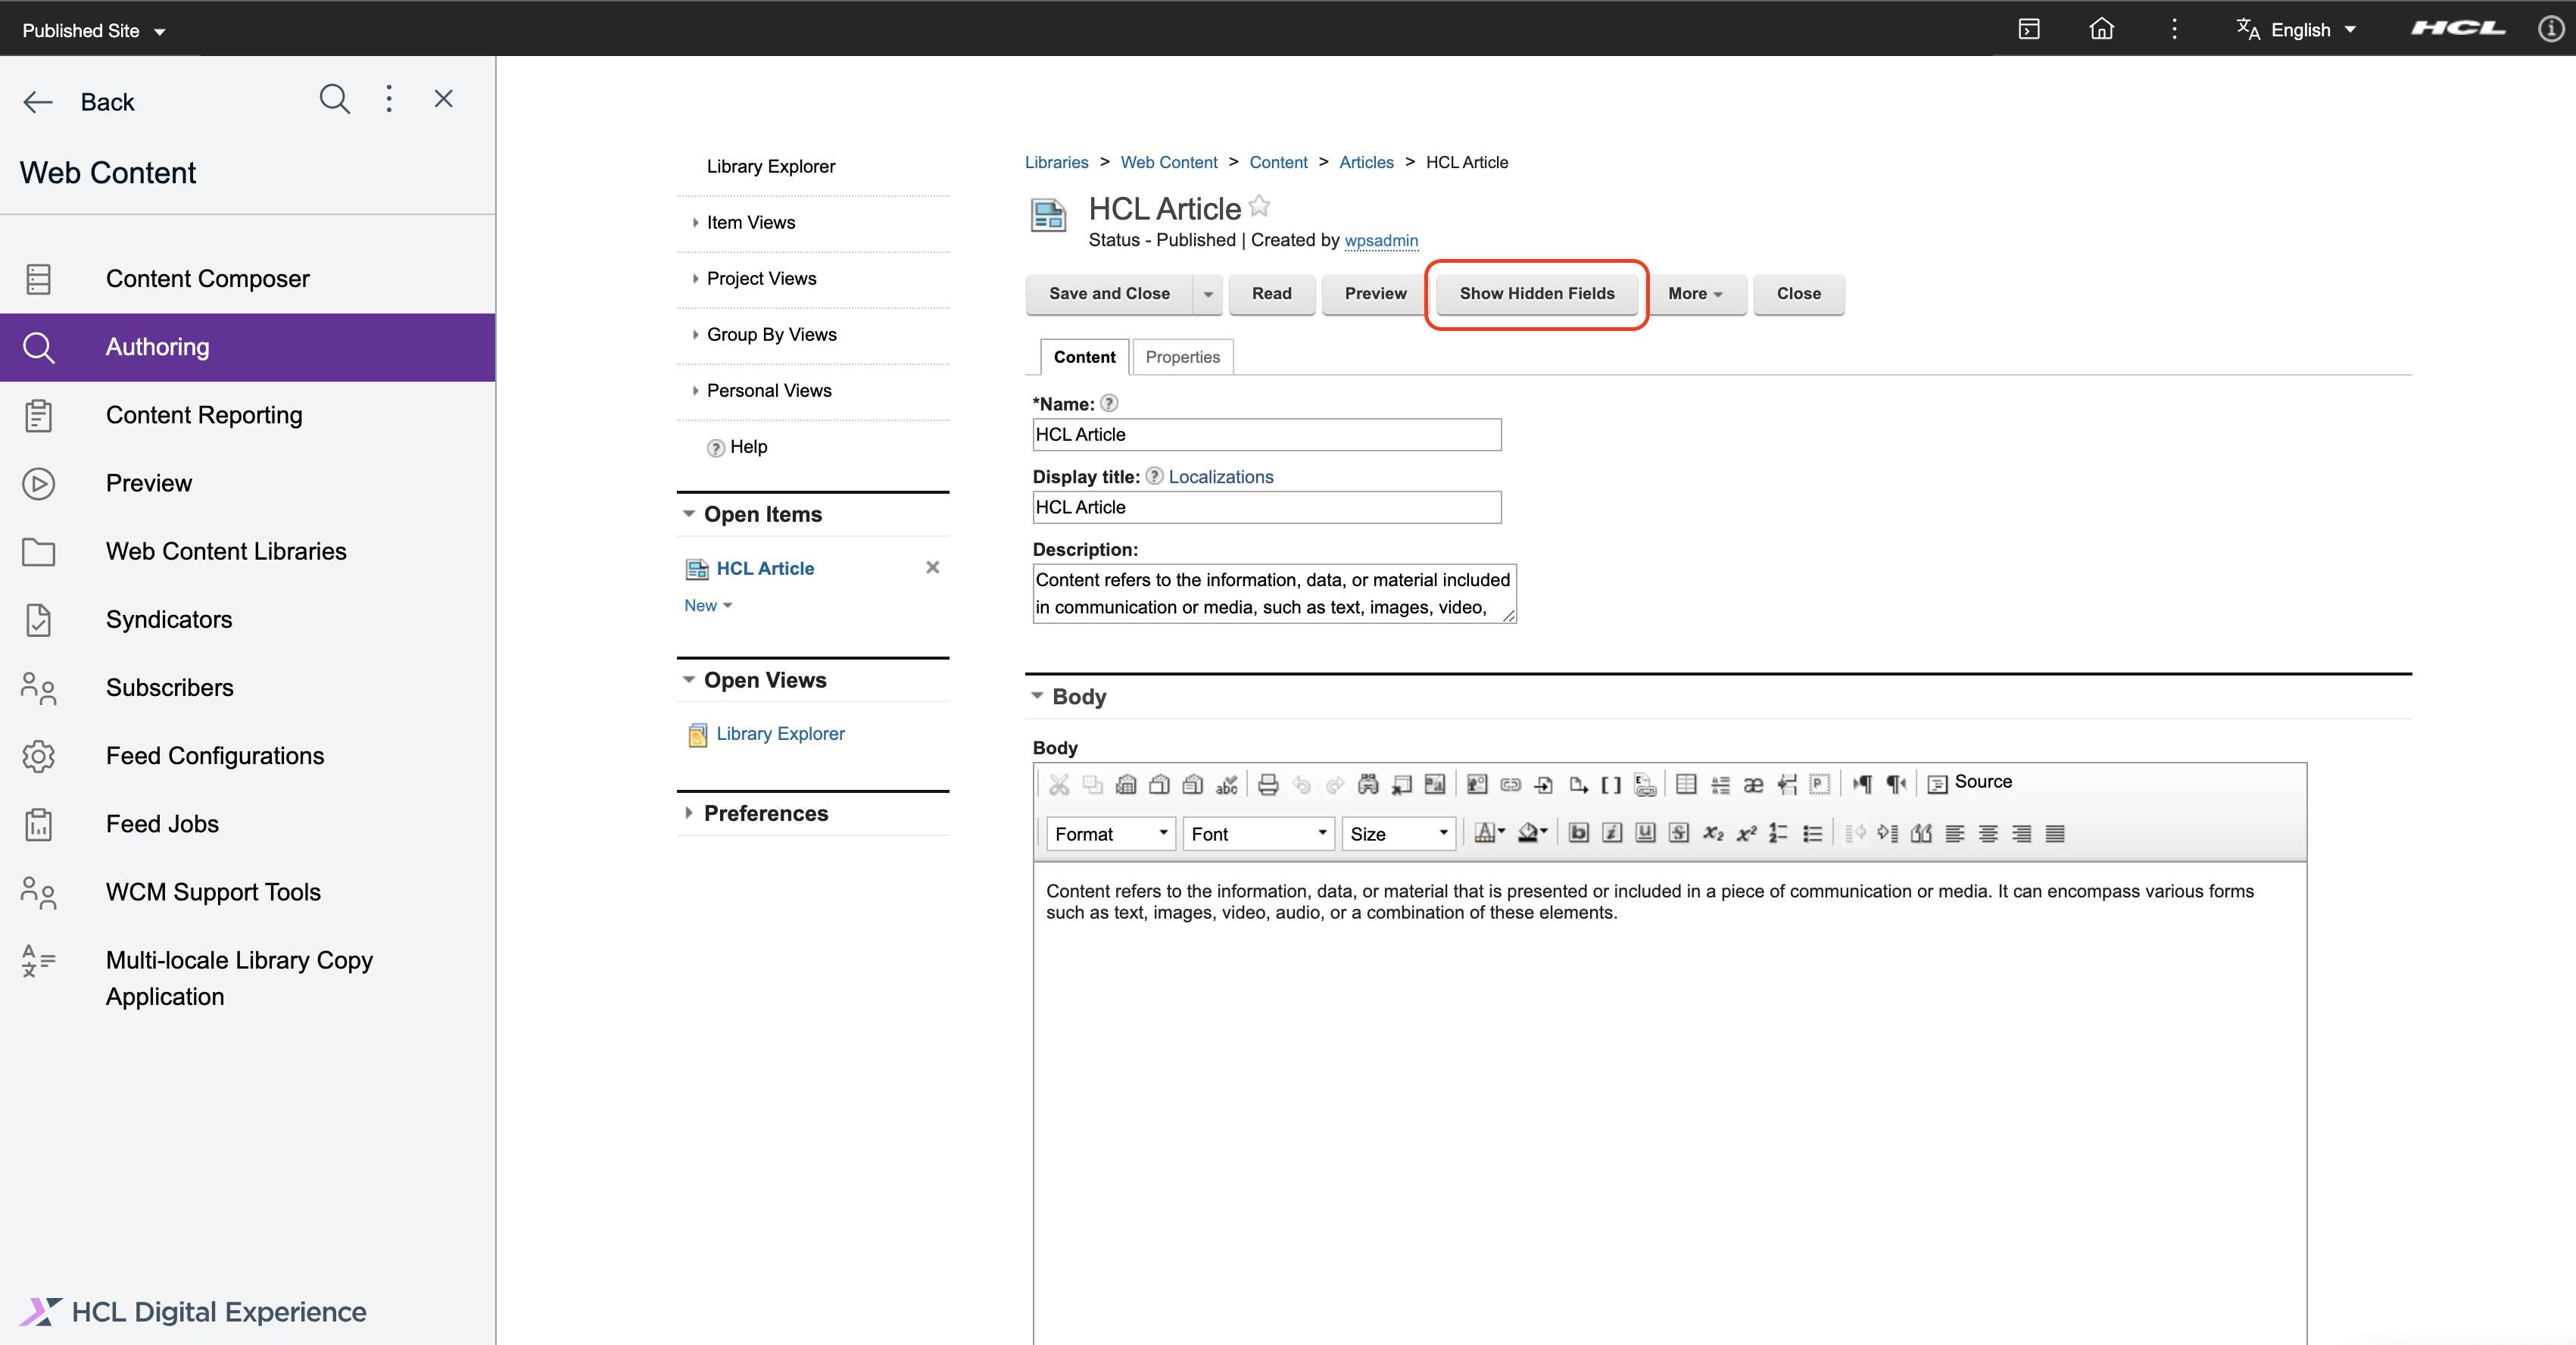 Published Site
English
HCL
Back
Web Content
Content Composer
Authoring
Content Reporting
Preview
Web Content Libraries
Syndicators
Subscribers
Feed Configurations
Feed Jobs
WCM Support Tools
Multi-locale Library Copy
Application
HCL Digital Experience
Library Explorer
Item Views
Project Views
Group By Views
Personal Views
Help
Open Items
HCL Article
New
Open Views
Library Explorer
Preferences
Libraries > Web Content > Content > Articles > HCL Article
HCL Article
Status - Published | Created by wpsadmin
Save and Close Read Preview Show Hidden Fields More Close
Content Properties
*Name:
HCL Article
Display title: Localizations
HCL Article
Description:
Content refers to the information, data, or material included
in communication or media, such as text, images, video,
Body
Body
Source
Format Font Size
Content refers to the information, data, or material that is presented or included in a piece of communication or media. It can encompass various forms
such as text, images, video, audio, or a combination of these elements.